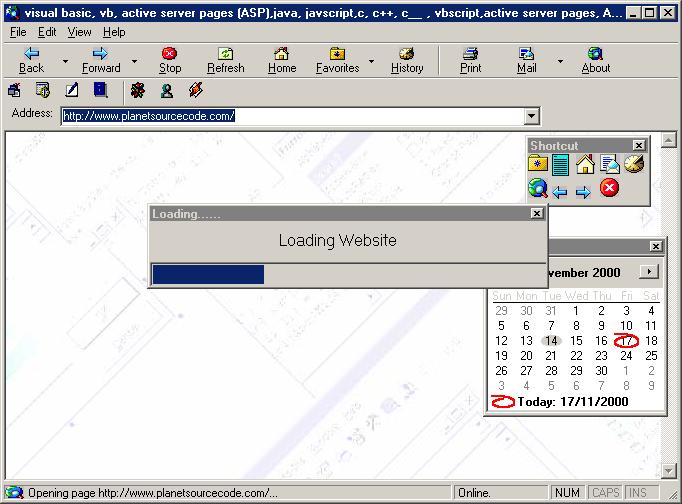 visual basic, vb, active server pages (ASP),java, javscript,c, c++, c__ , vbscript,active server pages, A...
File Edit View Help
Back Forward Stop Refresh Home Favorites History Print Mail About
Address: http://www.planetsourcecode.com/
Shortcut
Loading......
Loading Website
vember 2000
Sun Mon Tue Wed Thu Fri Sat
29 30 31 1 2 3 4
5 6 7 8 9 10 11
12 13 14 15 16 17 18
19 20 21 22 23 24 25
26 27 28 29 30 1 2
3 4 5 6 7 8 9
Today: 17/11/2000
Opening page http://www.planetsourcecode.com/... Online. NUM CAPS INS